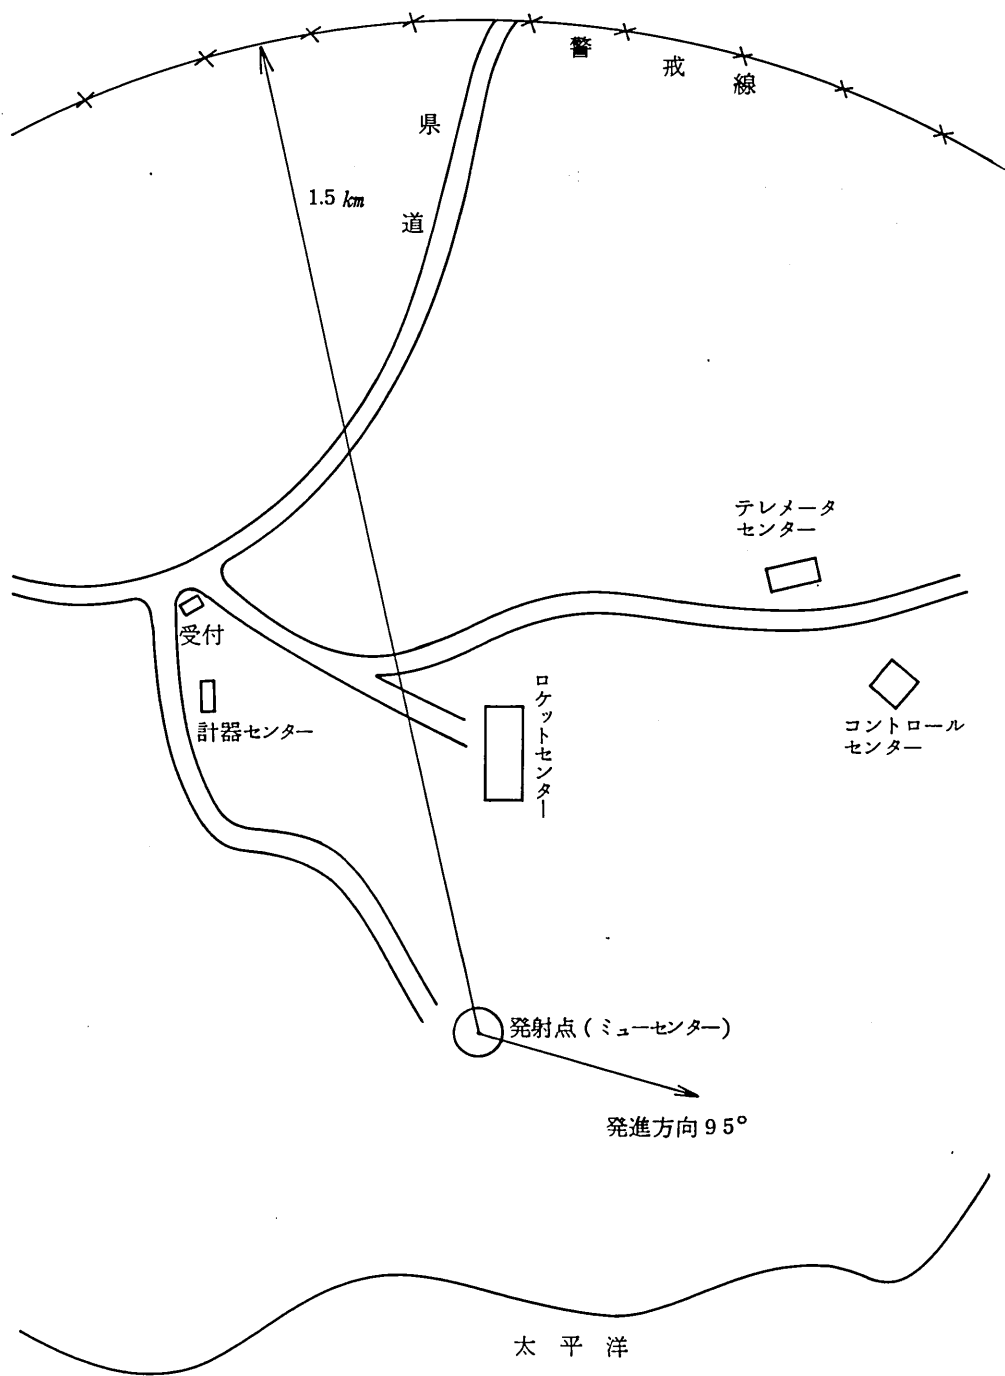 警戒線
県道
1.5 km
テレメータ
センター
受付
計器センター
ロケットセンター
コントロール
センター
発射点(ミューセンター)
発進方向95°
太平洋